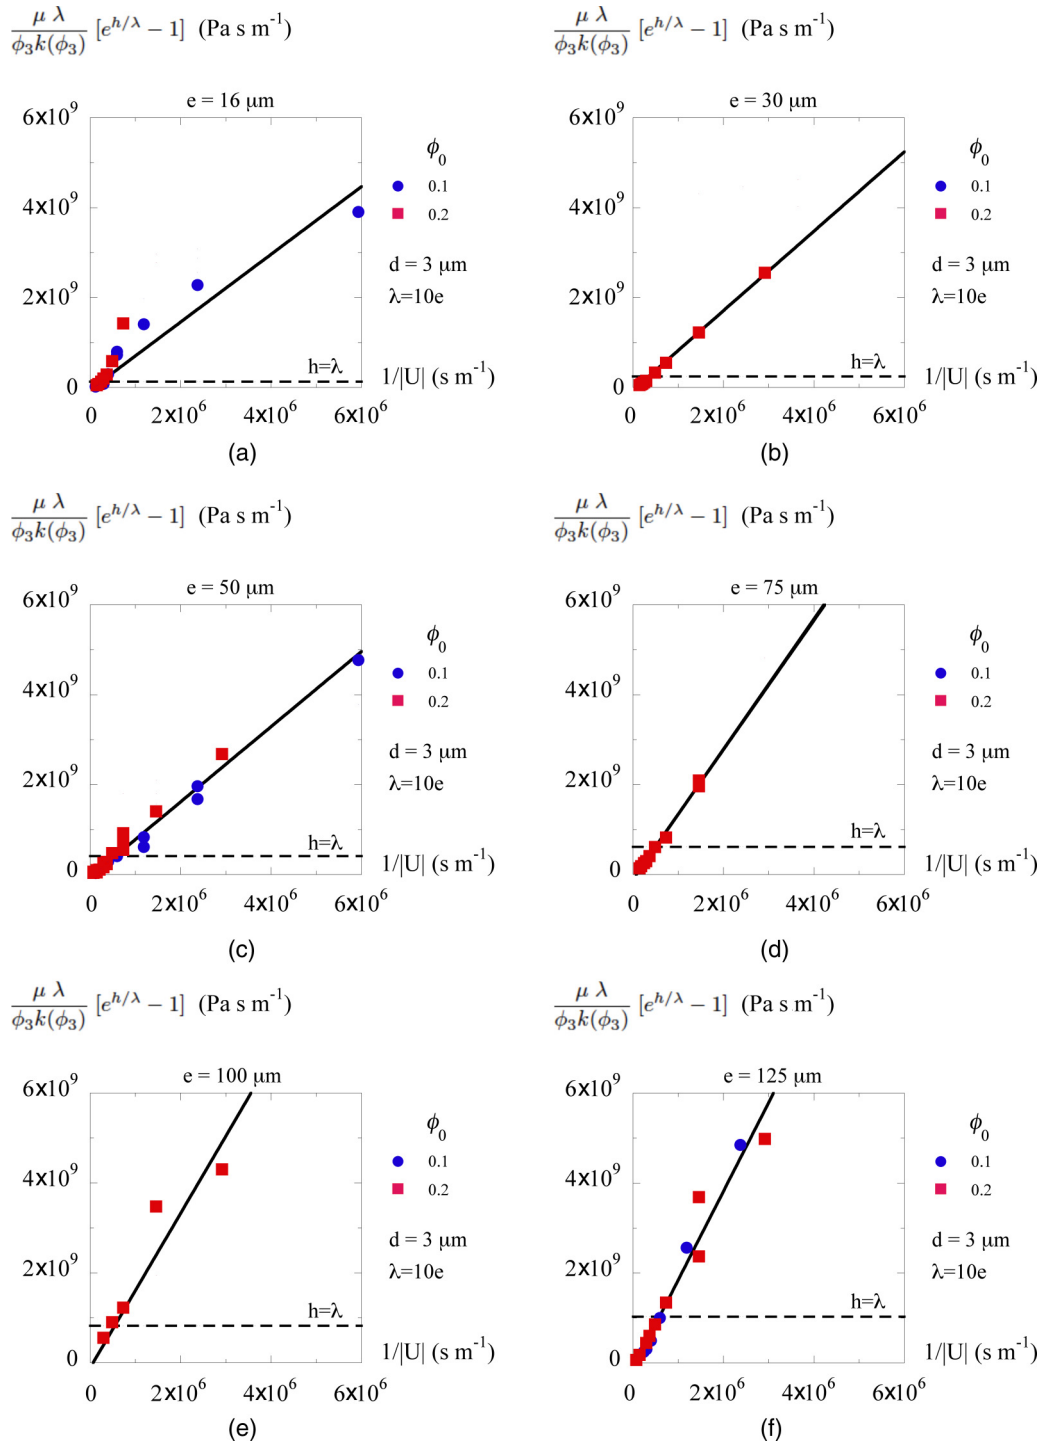 μ λ / ϕ₃k(ϕ₃) [e^{h/λ} − 1] (Pa s m⁻¹)
e = 16 μm
6x10⁹
4x10⁹
2x10⁹
0
ϕ₀
0.1
0.2
d = 3 μm
λ=10e
h=λ
1/|U| (s m⁻¹)
0 2x10⁶ 4x10⁶ 6x10⁶
(a)
μ λ / ϕ₃k(ϕ₃) [e^{h/λ} − 1] (Pa s m⁻¹)
e = 30 μm
6x10⁹
4x10⁹
2x10⁹
0
ϕ₀
0.1
0.2
d = 3 μm
λ=10e
h=λ
1/|U| (s m⁻¹)
0 2x10⁶ 4x10⁶ 6x10⁶
(b)
μ λ / ϕ₃k(ϕ₃) [e^{h/λ} − 1] (Pa s m⁻¹)
e = 50 μm
6x10⁹
4x10⁹
2x10⁹
0
ϕ₀
0.1
0.2
d = 3 μm
λ=10e
h=λ
1/|U| (s m⁻¹)
0 2x10⁶ 4x10⁶ 6x10⁶
(c)
μ λ / ϕ₃k(ϕ₃) [e^{h/λ} − 1] (Pa s m⁻¹)
e = 75 μm
6x10⁹
4x10⁹
2x10⁹
0
ϕ₀
0.1
0.2
d = 3 μm
λ=10e
h=λ
1/|U| (s m⁻¹)
0 2x10⁶ 4x10⁶ 6x10⁶
(d)
μ λ / ϕ₃k(ϕ₃) [e^{h/λ} − 1] (Pa s m⁻¹)
e = 100 μm
6x10⁹
4x10⁹
2x10⁹
0
ϕ₀
0.1
0.2
d = 3 μm
λ=10e
h=λ
1/|U| (s m⁻¹)
0 2x10⁶ 4x10⁶ 6x10⁶
(e)
μ λ / ϕ₃k(ϕ₃) [e^{h/λ} − 1] (Pa s m⁻¹)
e = 125 μm
6x10⁹
4x10⁹
2x10⁹
0
ϕ₀
0.1
0.2
d = 3 μm
λ=10e
h=λ
1/|U| (s m⁻¹)
0 2x10⁶ 4x10⁶ 6x10⁶
(f)